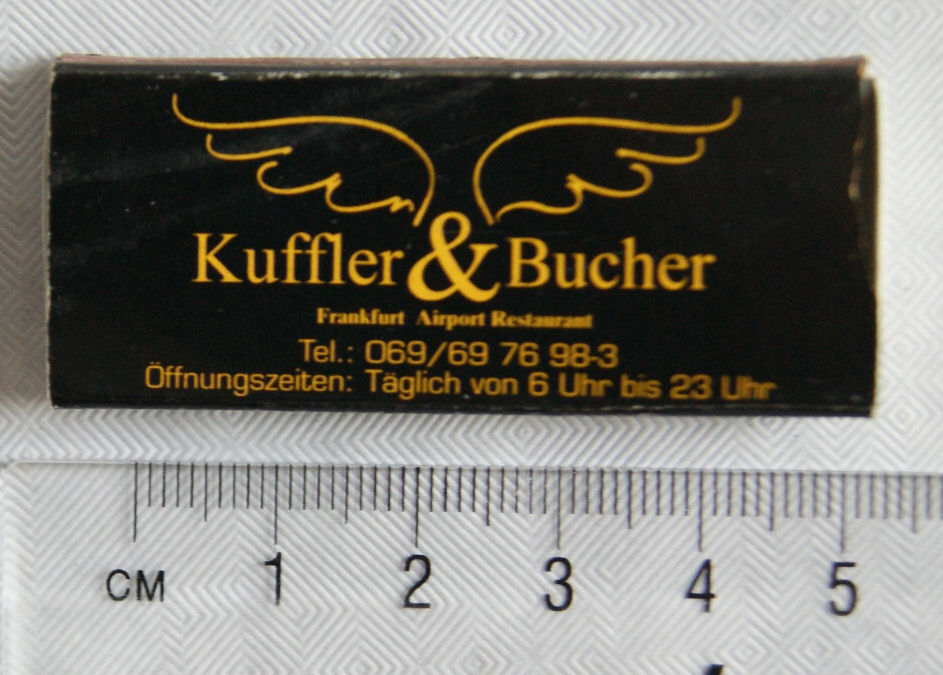 Kuffler & Bucher
Frankfurt Airport Restaurant
Tel.: 069/69 76 98-3
Öffnungszeiten: Täglich von 6 Uhr bis 23 Uhr
CM 1 2 3 4 5